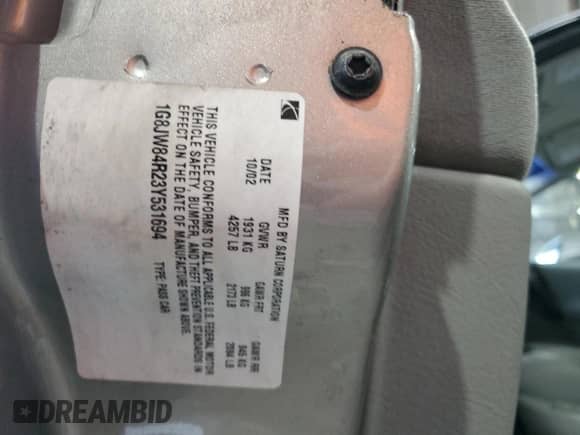 MFD BY SATURN CORPORATION
DATE GVWR GAWR FRT GAWR RR
10/02 1931 KG 986 KG 945 KG
4257 LB 2173 LB 2084 LB
THIS VEHICLE CONFORMS TO ALL APPLICABLE U.S. FEDERAL MOTOR
VEHICLE SAFETY, BUMPER, AND THEFT PREVENTION STANDARDS IN
EFFECT ON THE DATE OF MANUFACTURE SHOWN ABOVE.
1G8JW84R23Y531694 TYPE: PASS CAR
DREAMBID